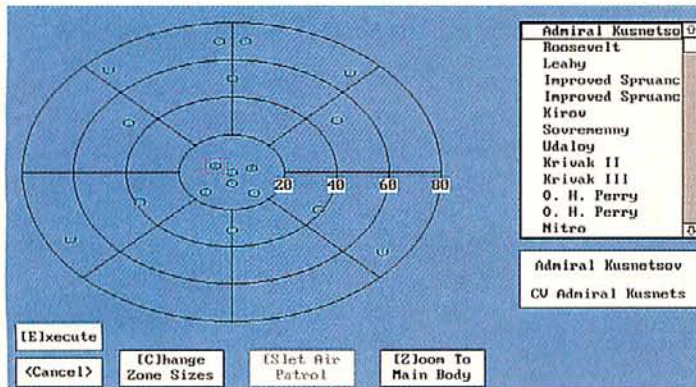 Admiral Kusnetso
Roosevelt
Leahy
Improved Spruanc
Improved Spruanc
Kirov
Sovremenny
Udaloy
Krivak II
Krivak III
O. H. Perry
O. H. Perry
Nitro
20 40 60 80
Admiral Kusnetsov
CV Admiral Kusnets
[E]xecute
<Cancel>
[C]hange
Zone Sizes
[S]et Air
Patrol
[Z]oom To
Main Body